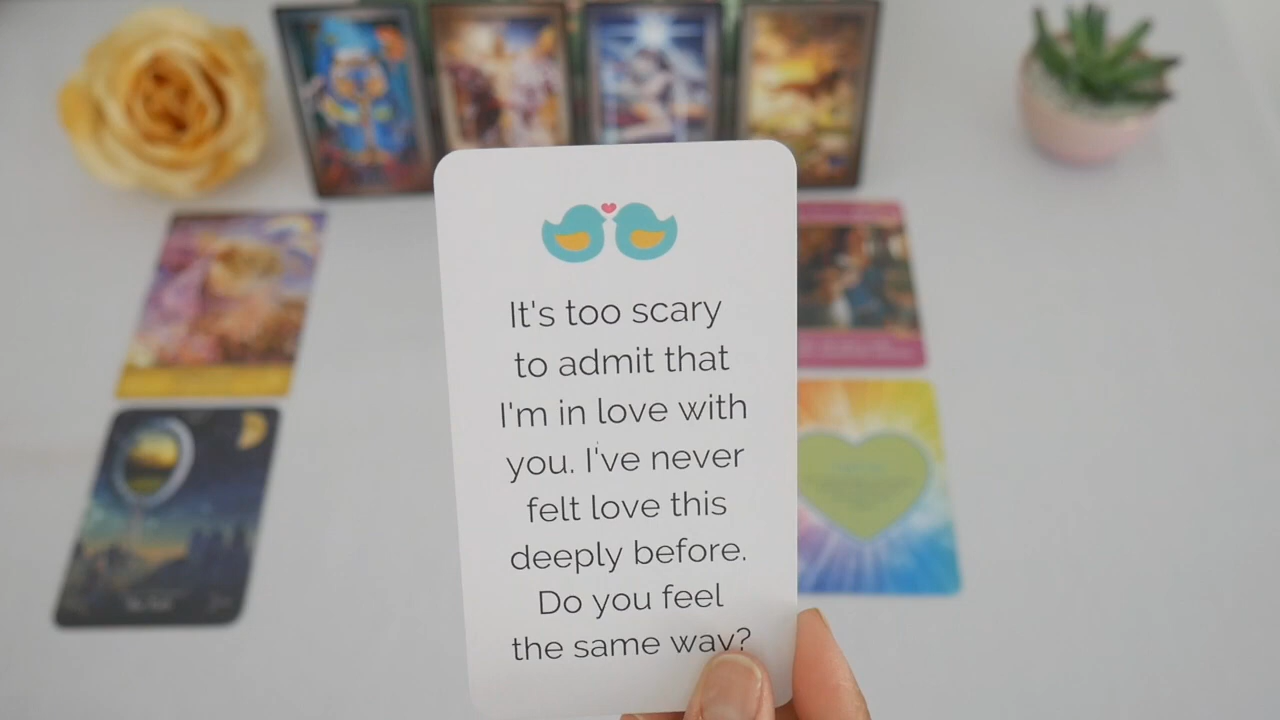 It's too scary
to admit that
I'm in love with
you. I've never
felt love this
deeply before.
Do you feel
the same way?